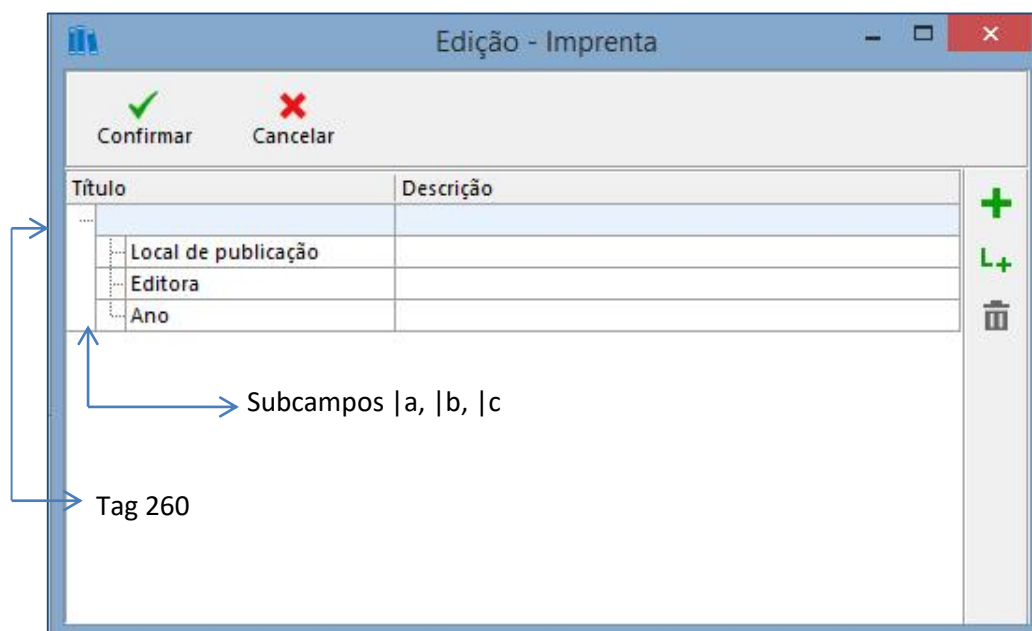 Edição - Imprenta
Confirmar Cancelar
Título Descrição
Local de publicação
Editora
Ano
Subcampos |a, |b, |c
Tag 260